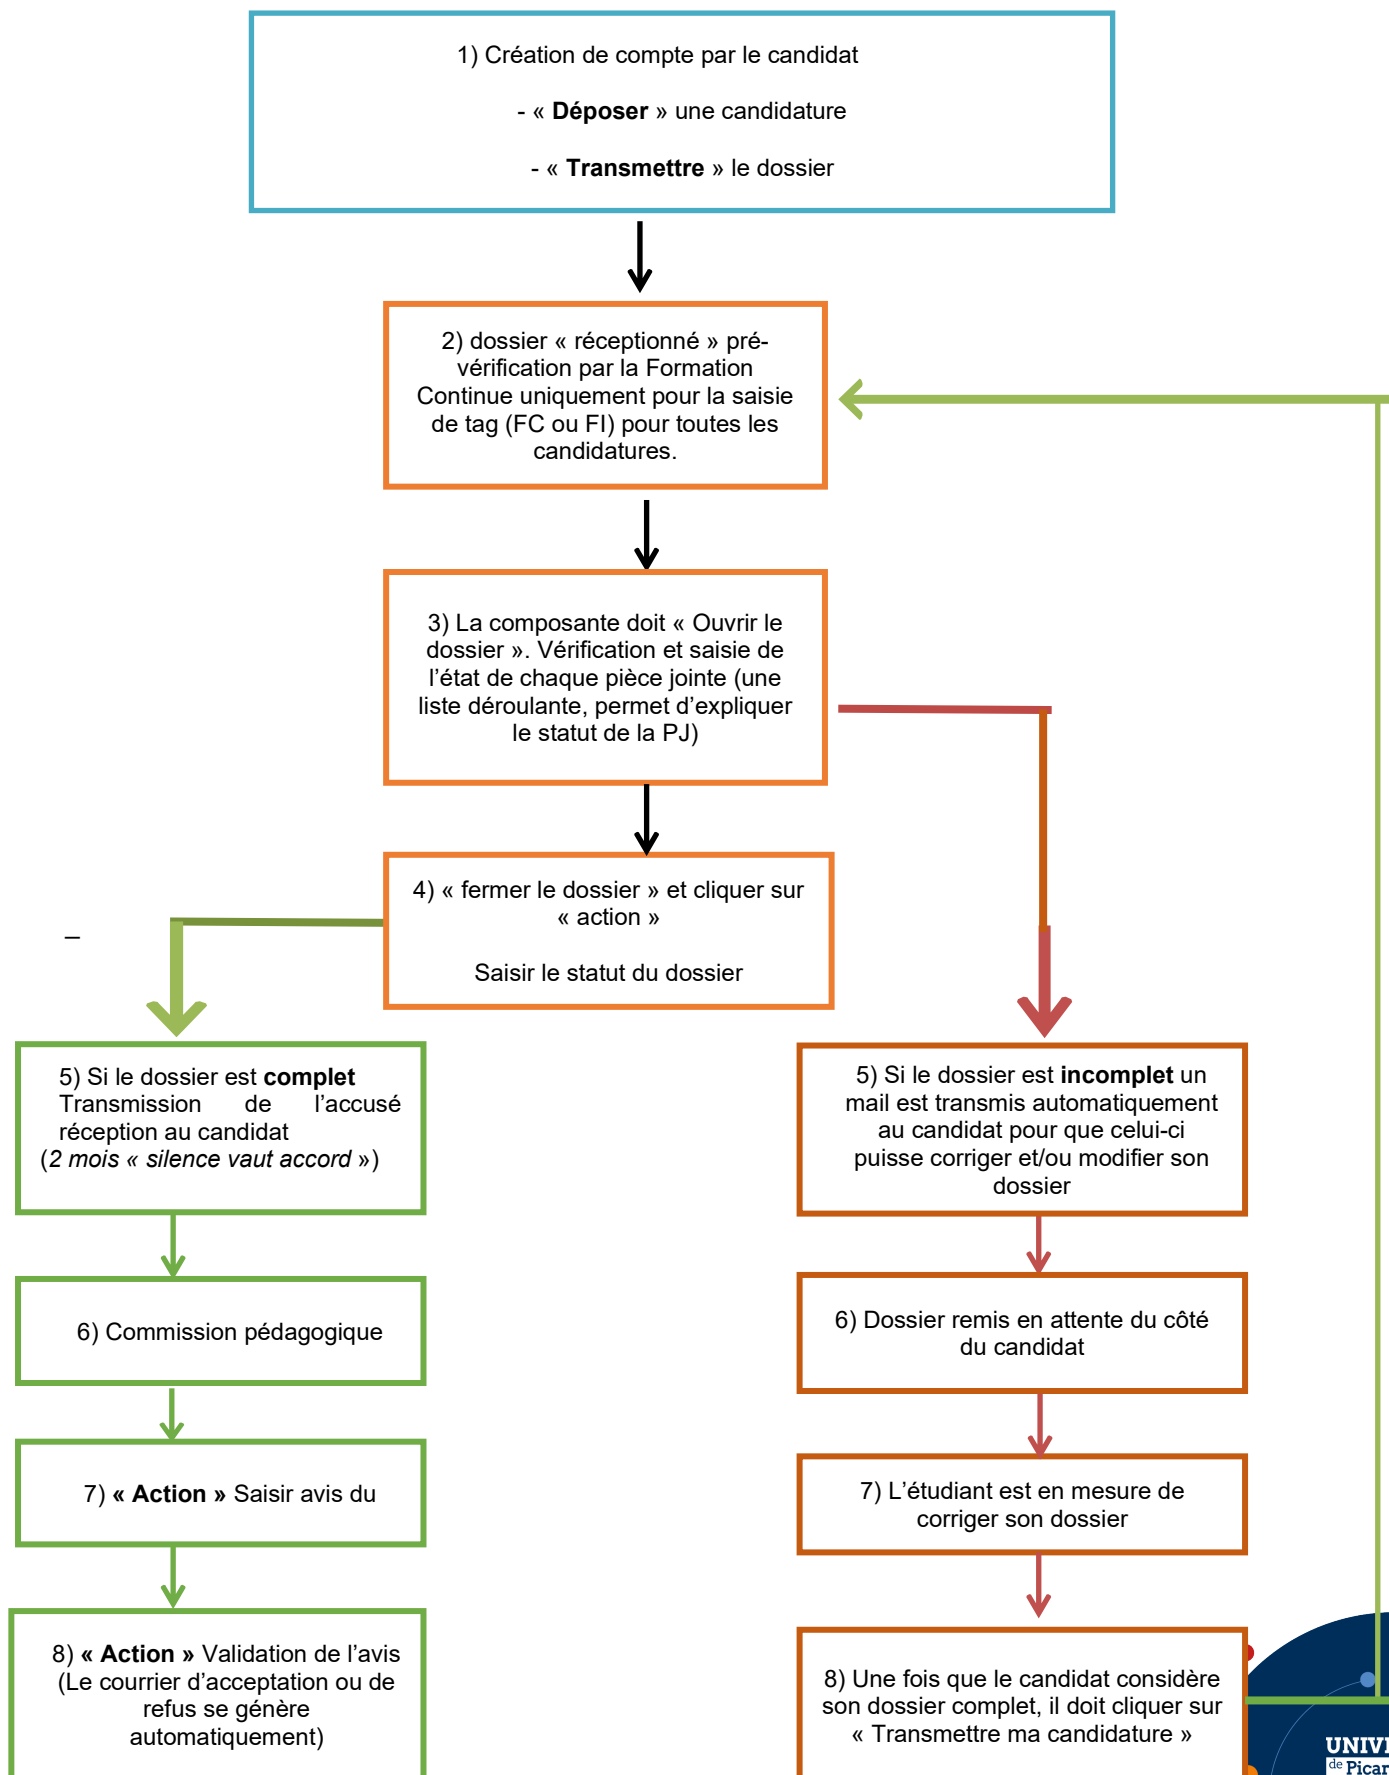 1) Création de compte par le candidat
- « Déposer » une candidature
- « Transmettre » le dossier
2) dossier « réceptionné » pré-
vérification par la Formation
Continue uniquement pour la saisie
de tag (FC ou FI) pour toutes les
candidatures.
3) La composante doit « Ouvrir le
dossier ». Vérification et saisie de
l’état de chaque pièce jointe (une
liste déroulante, permet d’expliquer
le statut de la PJ)
4) « fermer le dossier » et cliquer sur
« action »
Saisir le statut du dossier
–
5) Si le dossier est complet
Transmission de l’accusé
réception au candidat
(2 mois « silence vaut accord »)
6) Commission pédagogique
7) « Action » Saisir avis du
8) « Action » Validation de l’avis
(Le courrier d’acceptation ou de
refus se génère
automatiquement)
5) Si le dossier est incomplet un
mail est transmis automatiquement
au candidat pour que celui-ci
puisse corriger et/ou modifier son
dossier
6) Dossier remis en attente du côté
du candidat
7) L’étudiant est en mesure de
corriger son dossier
8) Une fois que le candidat considère
son dossier complet, il doit cliquer sur
« Transmettre ma candidature »
UNIVE
de Picar